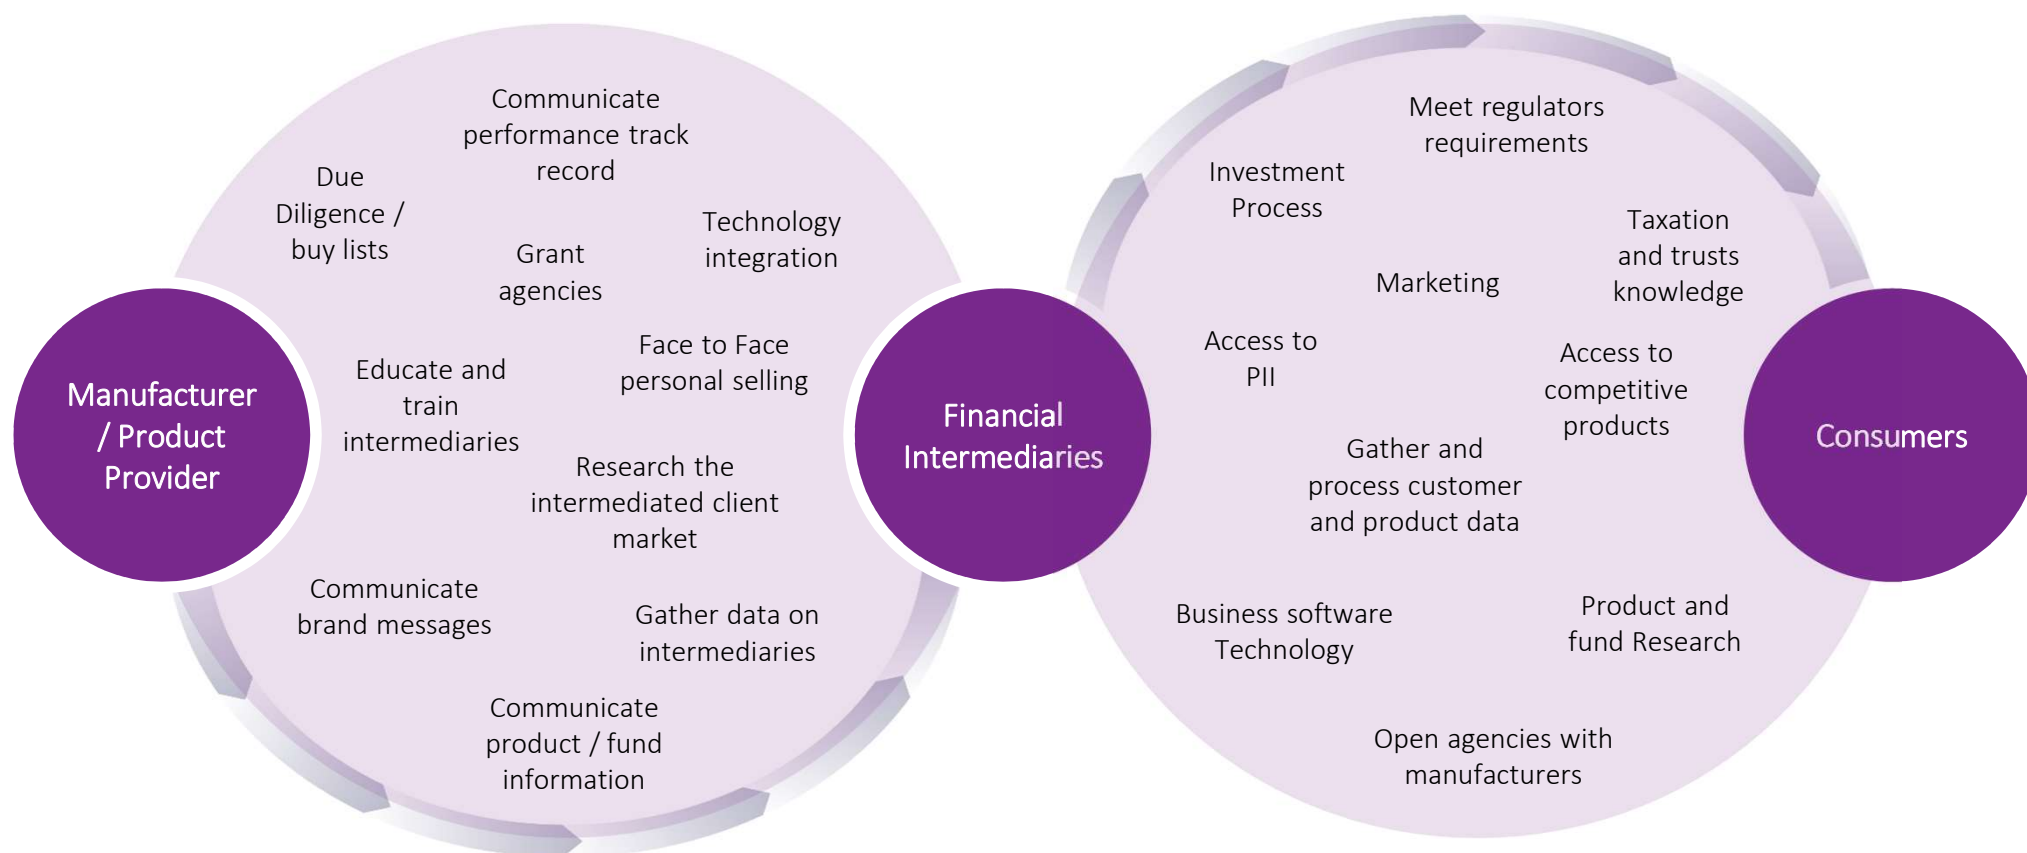 Manufacturer
/ Product
Provider
Communicate
performance track
record
Due
Diligence /
buy lists
Technology
integration
Grant
agencies
Face to Face
personal selling
Educate and
train
intermediaries
Research the
intermediated client
market
Communicate
brand messages
Gather data on
intermediaries
Communicate
product / fund
information
Financial
Intermediaries
Meet regulators
requirements
Investment
Process
Taxation
and trusts
knowledge
Marketing
Access to
PII
Access to
competitive
products
Gather and
process customer
and product data
Business software
Technology
Product and
fund Research
Open agencies with
manufacturers
Consumers